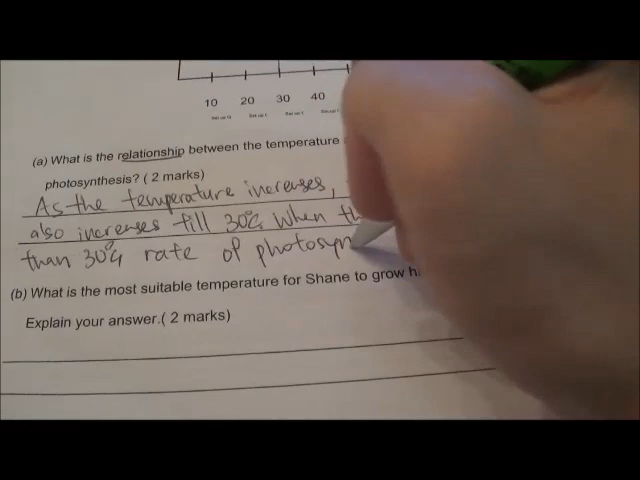 10 20 30 40
(a) What is the relationship between the temperature
photosynthesis? ( 2 marks)
As the temperature increases,
also increases till 30°C. When th
than 30°C, rate of photosyn
(b) What is the most suitable temperature for Shane to grow h
Explain your answer.( 2 marks)